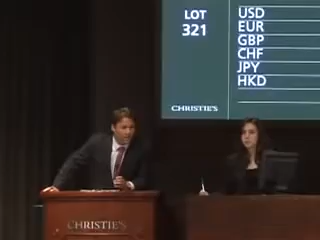 LOT
321
USD
EUR
GBP
CHF
JPY
HKD
CHRISTIE'S
CHRISTIE'S